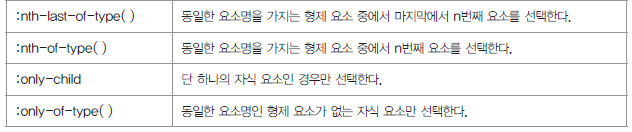 :nth-last-of-type( ) 동일한 요소명을 가지는 형제 요소 중에서 마지막에서 n번째 요소를 선택한다.
:nth-of-type( ) 동일한 요소명을 가지는 형제 요소 중에서 n번째 요소를 선택한다.
:only-child 단 하나의 자식 요소인 경우만 선택한다.
:only-of-type( ) 동일한 요소명인 형제 요소가 없는 자식 요소만 선택한다.